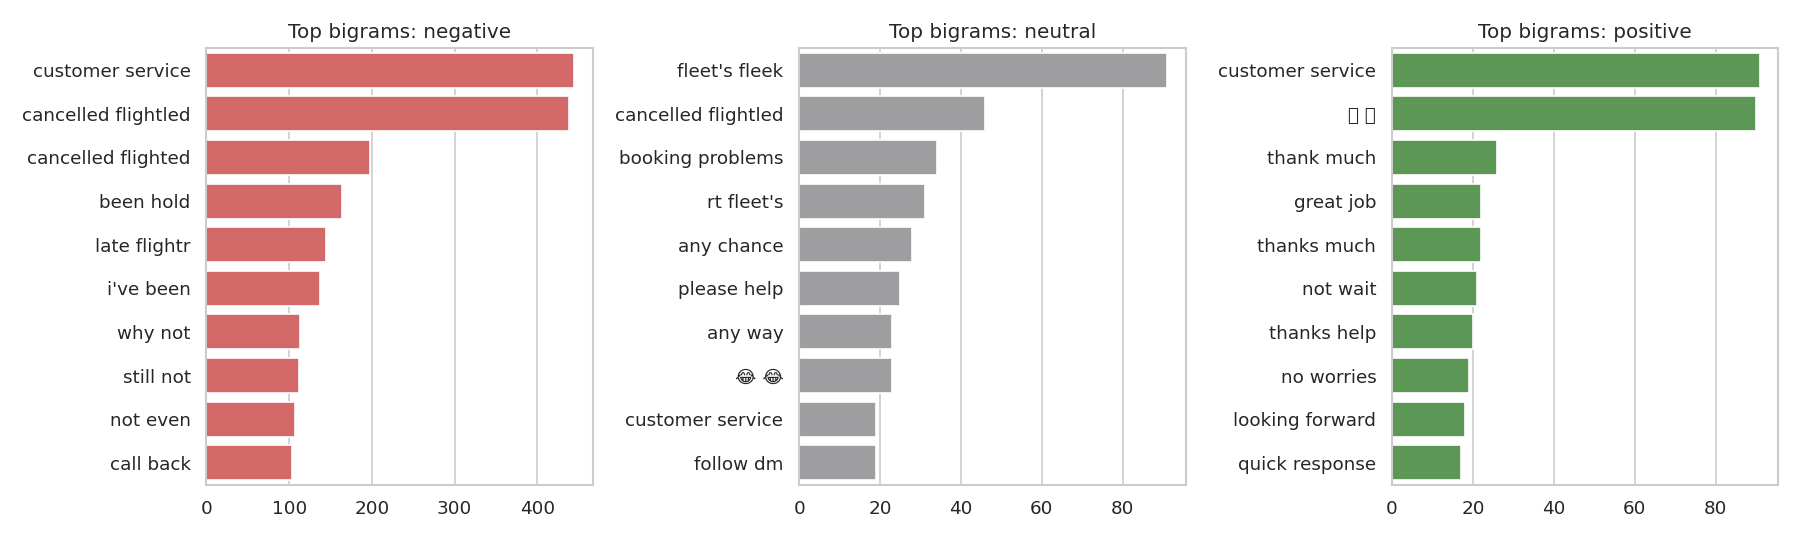 Top bigrams: negative
customer service
cancelled flightled
cancelled flighted
been hold
late flightr
i've been
why not
still not
not even
call back
0 100 200 300 400
Top bigrams: neutral
fleet's fleek
cancelled flightled
booking problems
rt fleet's
any chance
please help
any way
😂 😂
customer service
follow dm
0 20 40 60 80
Top bigrams: positive
customer service
thank much
great job
thanks much
not wait
thanks help
no worries
looking forward
quick response
0 20 40 60 80